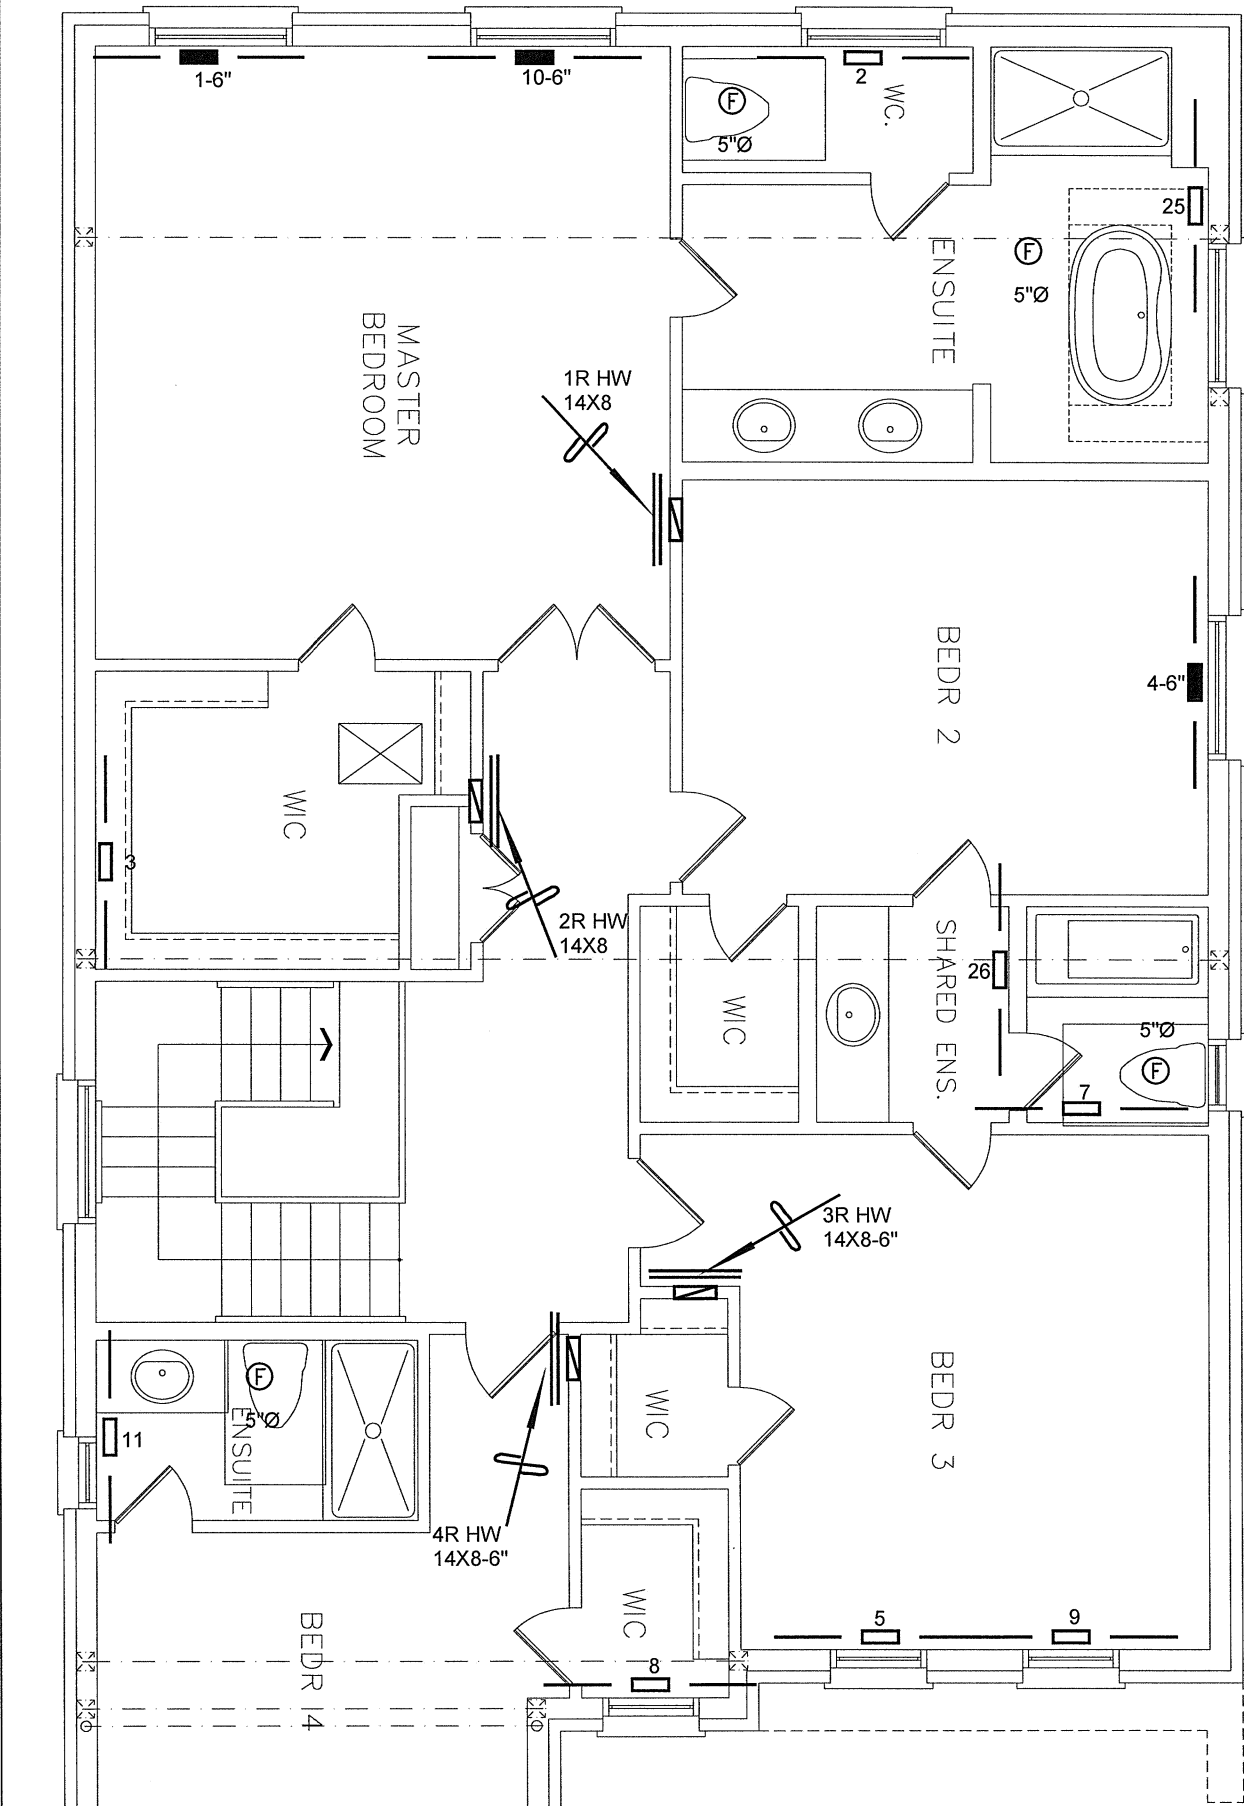 1-6"
10-6"
2
WC.
F
5"Ø
25
F
5"Ø
ENSUITE
MASTER
BEDROOM
1R HW
14X8
BEDR 2
4-6"
WIC
3
2R HW
14X8
WIC
SHARED ENS.
26
5"Ø
F
7
3R HW
14X8-6"
F
5"Ø
ENSUITE
11
WIC
BEDR 3
4R HW
14X8-6"
WIC
BEDR 4
5
9
8